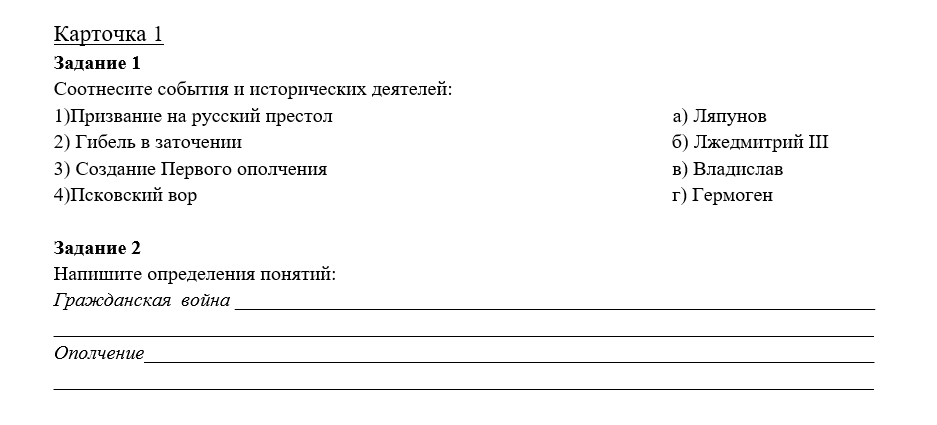 Карточка 1
Задание 1
Соотнесите события и исторических деятелей:
1)Призвание на русский престол а) Ляпунов
2) Гибель в заточении б) Лжедмитрий III
3) Создание Первого ополчения в) Владислав
4)Псковский вор г) Гермоген
Задание 2
Напишите определения понятий:
Гражданская война
Ополчение